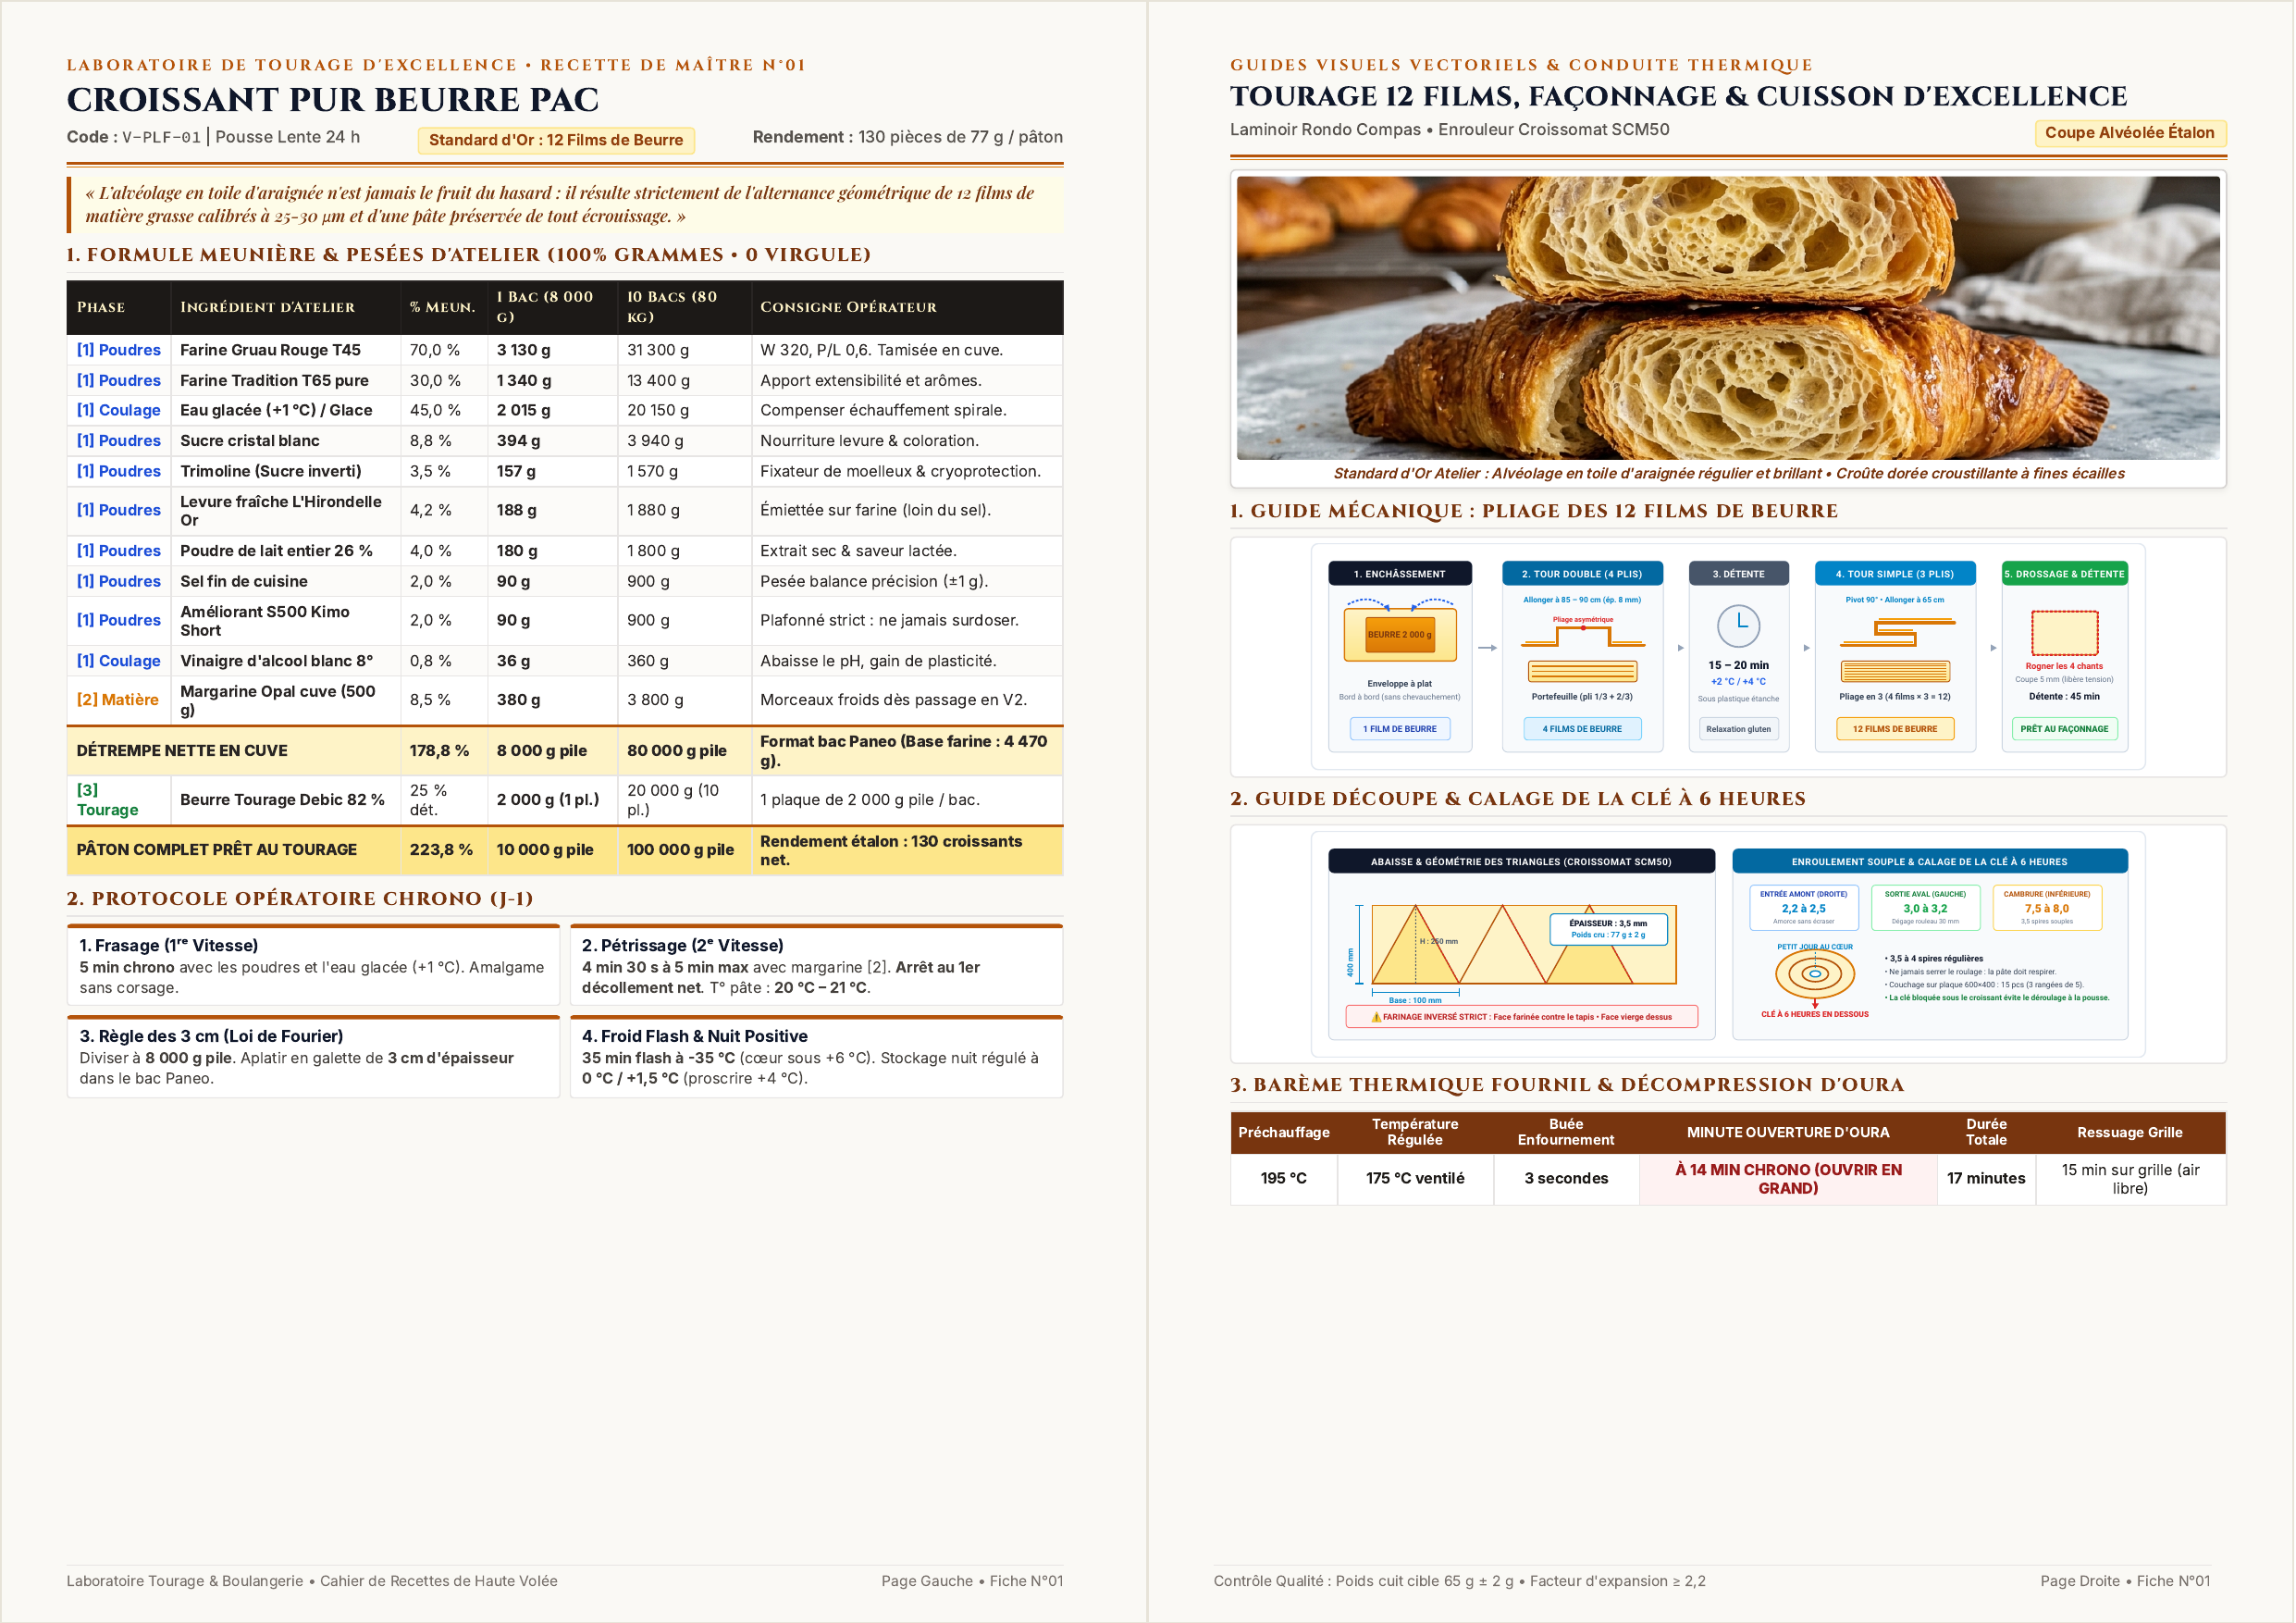 LABORATOIRE DE TOURAGE D'EXCELLENCE • RECETTE DE MAÎTRE N°01
CROISSANT PUR BEURRE PAC
Code : V-PLF-01 | Pousse Lente 24 h
Standard d'Or : 12 Films de Beurre
Rendement : 130 pièces de 77 g / pâton
« L'alvéolage en toile d'araignée n'est jamais le fruit du hasard : il résulte strictement de l'alternance géométrique de 12 films de
matière grasse calibrés à 25-30 µm et d'une pâte préservée de tout écrouissage. »
1. FORMULE MEUNIÈRE & PESÉES D'ATELIER (100% GRAMMES • 0 VIRGULE)
Phase Ingrédient d'Atelier % Meun. 1 Bac (8 000 g) 10 Bacs (80 kg) Consigne Opérateur
[1] Poudres Farine Gruau Rouge T45 70,0 % 3 130 g 31 300 g W 320, P/L 0,6. Tamisée en cuve.
[1] Poudres Farine Tradition T65 pure 30,0 % 1 340 g 13 400 g Apport extensibilité et arômes.
[1] Coulage Eau glacée (+1 °C) / Glace 45,0 % 2 015 g 20 150 g Compenser échauffement spirale.
[1] Poudres Sucre cristal blanc 8,8 % 394 g 3 940 g Nourriture levure & coloration.
[1] Poudres Trimoline (Sucre inverti) 3,5 % 157 g 1 570 g Fixateur de moelleux & cryoprotection.
[1] Poudres Levure fraîche L'Hirondelle Or 4,2 % 188 g 1 880 g Émiettée sur farine (loin du sel).
[1] Poudres Poudre de lait entier 26 % 4,0 % 180 g 1 800 g Extrait sec & saveur lactée.
[1] Poudres Sel fin de cuisine 2,0 % 90 g 900 g Pesée balance précision (±1 g).
[1] Poudres Améliorant S500 Kimo Short 2,0 % 90 g 900 g Plafonné strict : ne jamais surdoser.
[1] Coulage Vinaigre d'alcool blanc 8° 0,8 % 36 g 360 g Abaisse le pH, gain de plasticité.
[2] Matière Margarine Opal cuve (500 g) 8,5 % 380 g 3 800 g Morceaux froids dès passage en V2.
DÉTREMPE NETTE EN CUVE 178,8 % 8 000 g pile 80 000 g pile Format bac Paneo (Base farine : 4 470 g).
[3] Tourage Beurre Tourage Debic 82 % 25 % dét. 2 000 g (1 pl.) 20 000 g (10 pl.) 1 plaque de 2 000 g pile / bac.
PÂTON COMPLET PRÊT AU TOURAGE 223,8 % 10 000 g pile 100 000 g pile Rendement étalon : 130 croissants net.
2. PROTOCOLE OPÉRATOIRE CHRONO (J-1)
1. Frasage (1re Vitesse)
5 min chrono avec les poudres et l'eau glacée (+1 °C). Amalgame
sans corsage.
2. Pétrissage (2e Vitesse)
4 min 30 s à 5 min max avec margarine [2]. Arrêt au 1er
décollement net. T° pâte : 20 °C – 21 °C.
3. Règle des 3 cm (Loi de Fourier)
Diviser à 8 000 g pile. Aplatir en galette de 3 cm d'épaisseur
dans le bac Paneo.
4. Froid Flash & Nuit Positive
35 min flash à -35 °C (cœur sous +6 °C). Stockage nuit régulé à
0 °C / +1,5 °C (proscrire +4 °C).
Laboratoire Tourage & Boulangerie • Cahier de Recettes de Haute Volée
Page Gauche • Fiche N°01
GUIDES VISUELS VECTORIELS & CONDUITE THERMIQUE
TOURAGE 12 FILMS, FAÇONNAGE & CUISSON D'EXCELLENCE
Laminoir Rondo Compas • Enrouleur Croissomat SCM50
Coupe Alvéolée Étalon
Standard d'Or Atelier : Alvéolage en toile d'araignée régulier et brillant • Croûte dorée croustillante à fines écailles
1. GUIDE MÉCANIQUE : PLIAGE DES 12 FILMS DE BEURRE
1. ENCHÂSSEMENT
BEURRE 2 000 g
Enveloppe à plat
Bord à bord (sans chevauchement)
1 FILM DE BEURRE
2. TOUR DOUBLE (4 PLIS)
Allonger à 85 – 90 cm (ép. 8 mm)
Pliage asymétrique
Portefeuille (pli 1/3 + 2/3)
4 FILMS DE BEURRE
3. DÉTENTE
15 – 20 min
+2 °C / +4 °C
Sous plastique étanche
Relaxation gluten
4. TOUR SIMPLE (3 PLIS)
Pivot 90° • Allonger à 65 cm
Pliage en 3 (4 films × 3 = 12)
12 FILMS DE BEURRE
5. DROSSAGE & DÉTENTE
Rogner les 4 chants
Coupe 5 mm (libère tension)
Détente : 45 min
PRÊT AU FAÇONNAGE
2. GUIDE DÉCOUPE & CALAGE DE LA CLÉ À 6 HEURES
ABAISSE & GÉOMÉTRIE DES TRIANGLES (CROISSOMAT SCM50)
400 mm
H : 250 mm
ÉPAISSEUR : 3,5 mm
Poids cru : 77 g ± 2 g
Base : 100 mm
⚠️ FARINAGE INVERSÉ STRICT : Face farinée contre le tapis • Face vierge dessus
ENROULEMENT SOUPLE & CALAGE DE LA CLÉ À 6 HEURES
ENTRÉE AMONT (DROITE)
2,2 à 2,5
Amorce sans écraser
SORTIE AVAL (GAUCHE)
3,0 à 3,2
Dégage rouleau 30 mm
CAMBRURE (INFÉRIEURE)
7,5 à 8,0
3,5 spires souples
PETIT JOUR AU CŒUR
CLÉ À 6 HEURES EN DESSOUS
• 3,5 à 4 spires régulières
• Ne jamais serrer le roulage : la pâte doit respirer.
• Couchage sur plaque 600×400 : 15 pcs (3 rangées de 5).
• La clé bloquée sous le croissant évite le déroulage à la pousse.
3. BARÈME THERMIQUE FOURNIL & DÉCOMPRESSION D'OURA
Préchauffage Température Régulée Buée Enfournement MINUTE OUVERTURE D'OURA Durée Totale Ressuage Grille
195 °C 175 °C ventilé 3 secondes À 14 MIN CHRONO (OUVRIR EN GRAND) 17 minutes 15 min sur grille (air libre)
Contrôle Qualité : Poids cuit cible 65 g ± 2 g • Facteur d'expansion ≥ 2,2
Page Droite • Fiche N°01